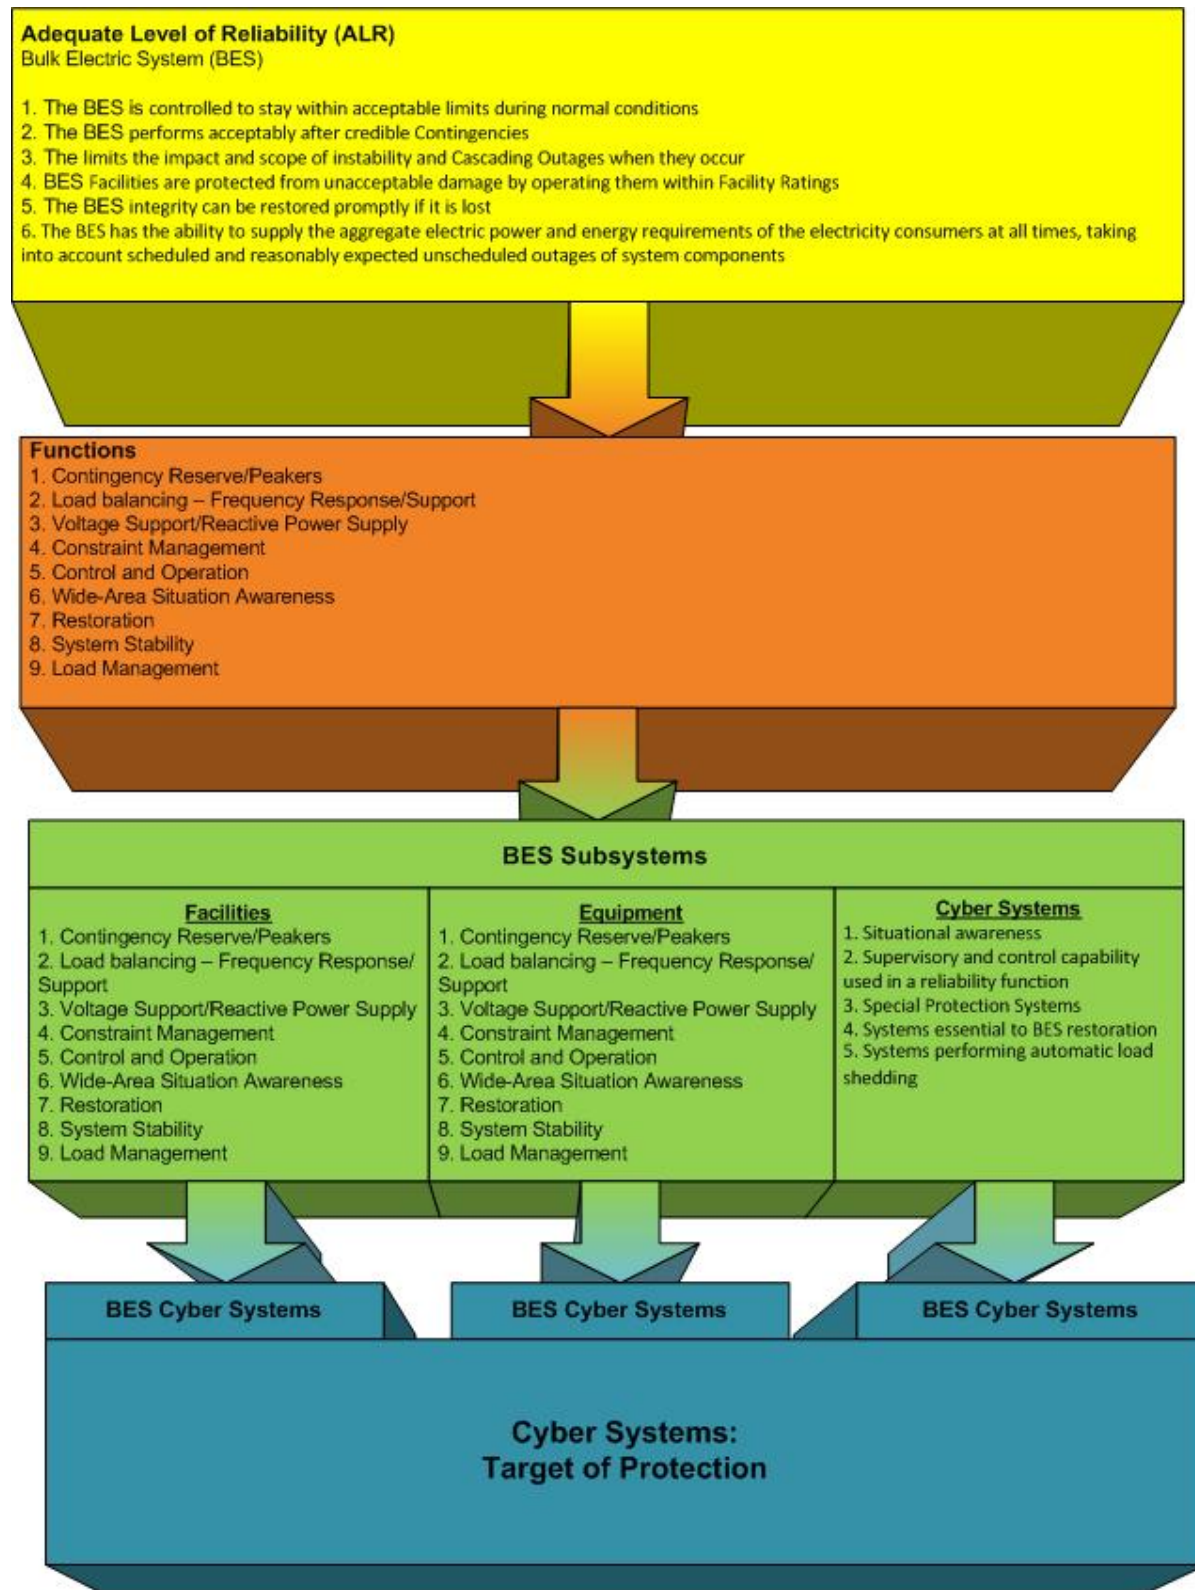 Adequate Level of Reliability (ALR)
Bulk Electric System (BES)
1. The BES is controlled to stay within acceptable limits during normal conditions
2. The BES performs acceptably after credible Contingencies
3. The limits the impact and scope of instability and Cascading Outages when they occur
4. BES Facilities are protected from unacceptable damage by operating them within Facility Ratings
5. The BES integrity can be restored promptly if it is lost
6. The BES has the ability to supply the aggregate electric power and energy requirements of the electricity consumers at all times, taking
into account scheduled and reasonably expected unscheduled outages of system components
Functions
1. Contingency Reserve/Peakers
2. Load balancing – Frequency Response/Support
3. Voltage Support/Reactive Power Supply
4. Constraint Management
5. Control and Operation
6. Wide-Area Situation Awareness
7. Restoration
8. System Stability
9. Load Management
BES Subsystems
Facilities
1. Contingency Reserve/Peakers
2. Load balancing – Frequency Response/
Support
3. Voltage Support/Reactive Power Supply
4. Constraint Management
5. Control and Operation
6. Wide-Area Situation Awareness
7. Restoration
8. System Stability
9. Load Management
Equipment
1. Contingency Reserve/Peakers
2. Load balancing – Frequency Response/
Support
3. Voltage Support/Reactive Power Supply
4. Constraint Management
5. Control and Operation
6. Wide-Area Situation Awareness
7. Restoration
8. System Stability
9. Load Management
Cyber Systems
1. Situational awareness
2. Supervisory and control capability
used in a reliability function
3. Special Protection Systems
4. Systems essential to BES restoration
5. Systems performing automatic load
shedding
BES Cyber Systems
BES Cyber Systems
BES Cyber Systems
Cyber Systems:
Target of Protection